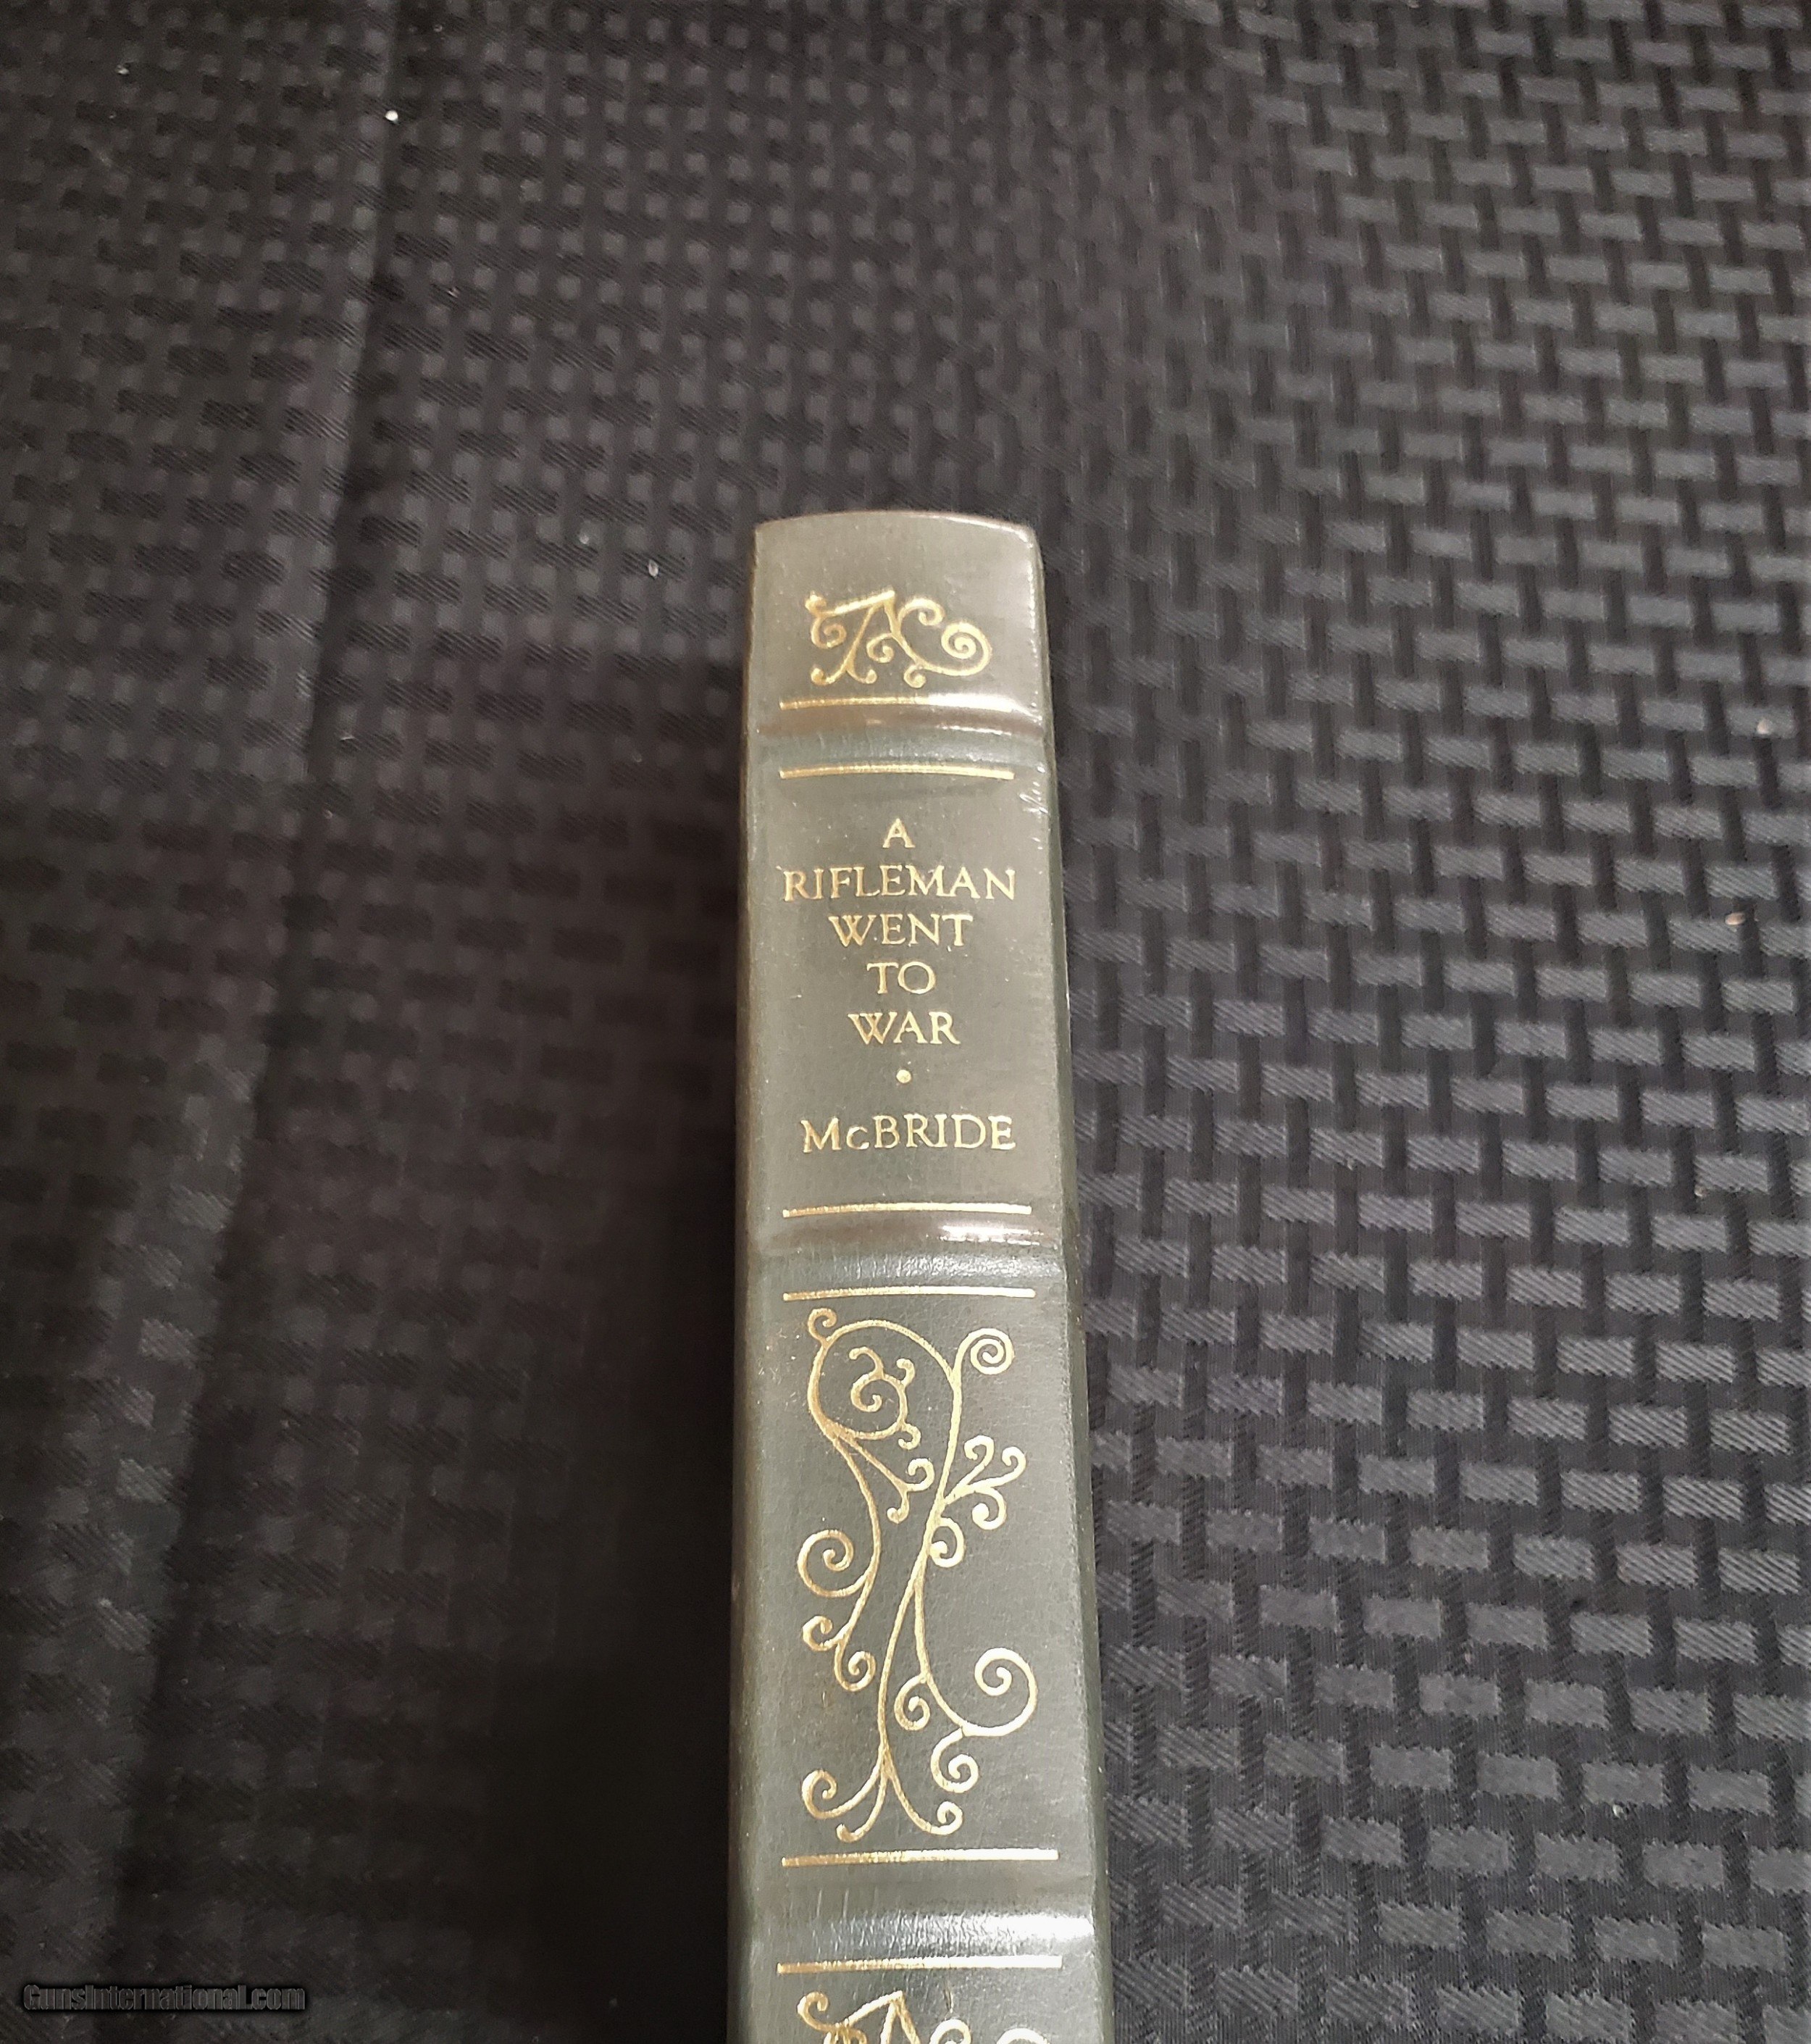 A
RIFLEMAN
WENT
TO
WAR
•
McBRIDE
GunsInternational.com